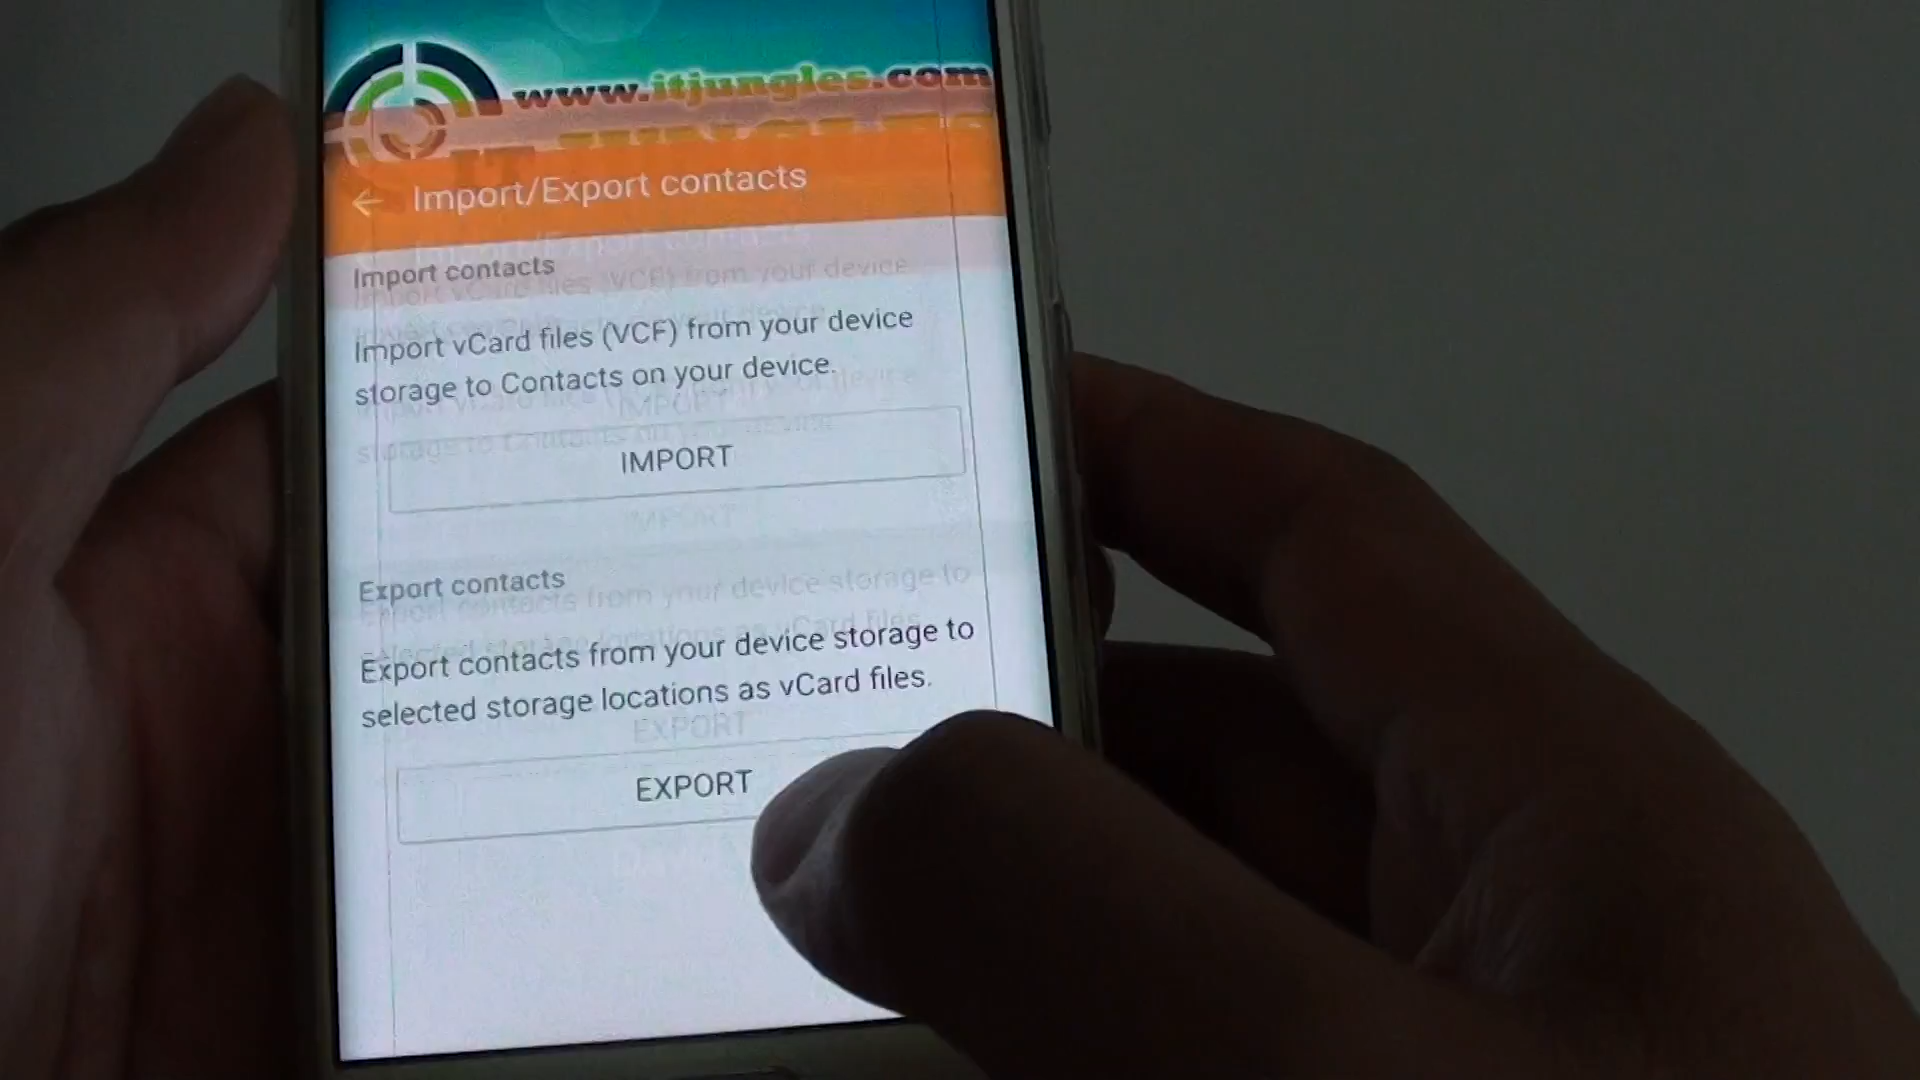 www.itjungles.com
Import/Export contacts
Import contacts
Import vCard files (VCF) from your device
storage to Contacts on your device.
IMPORT
Export contacts
Export contacts from your device storage to
selected storage locations as vCard files.
EXPORT